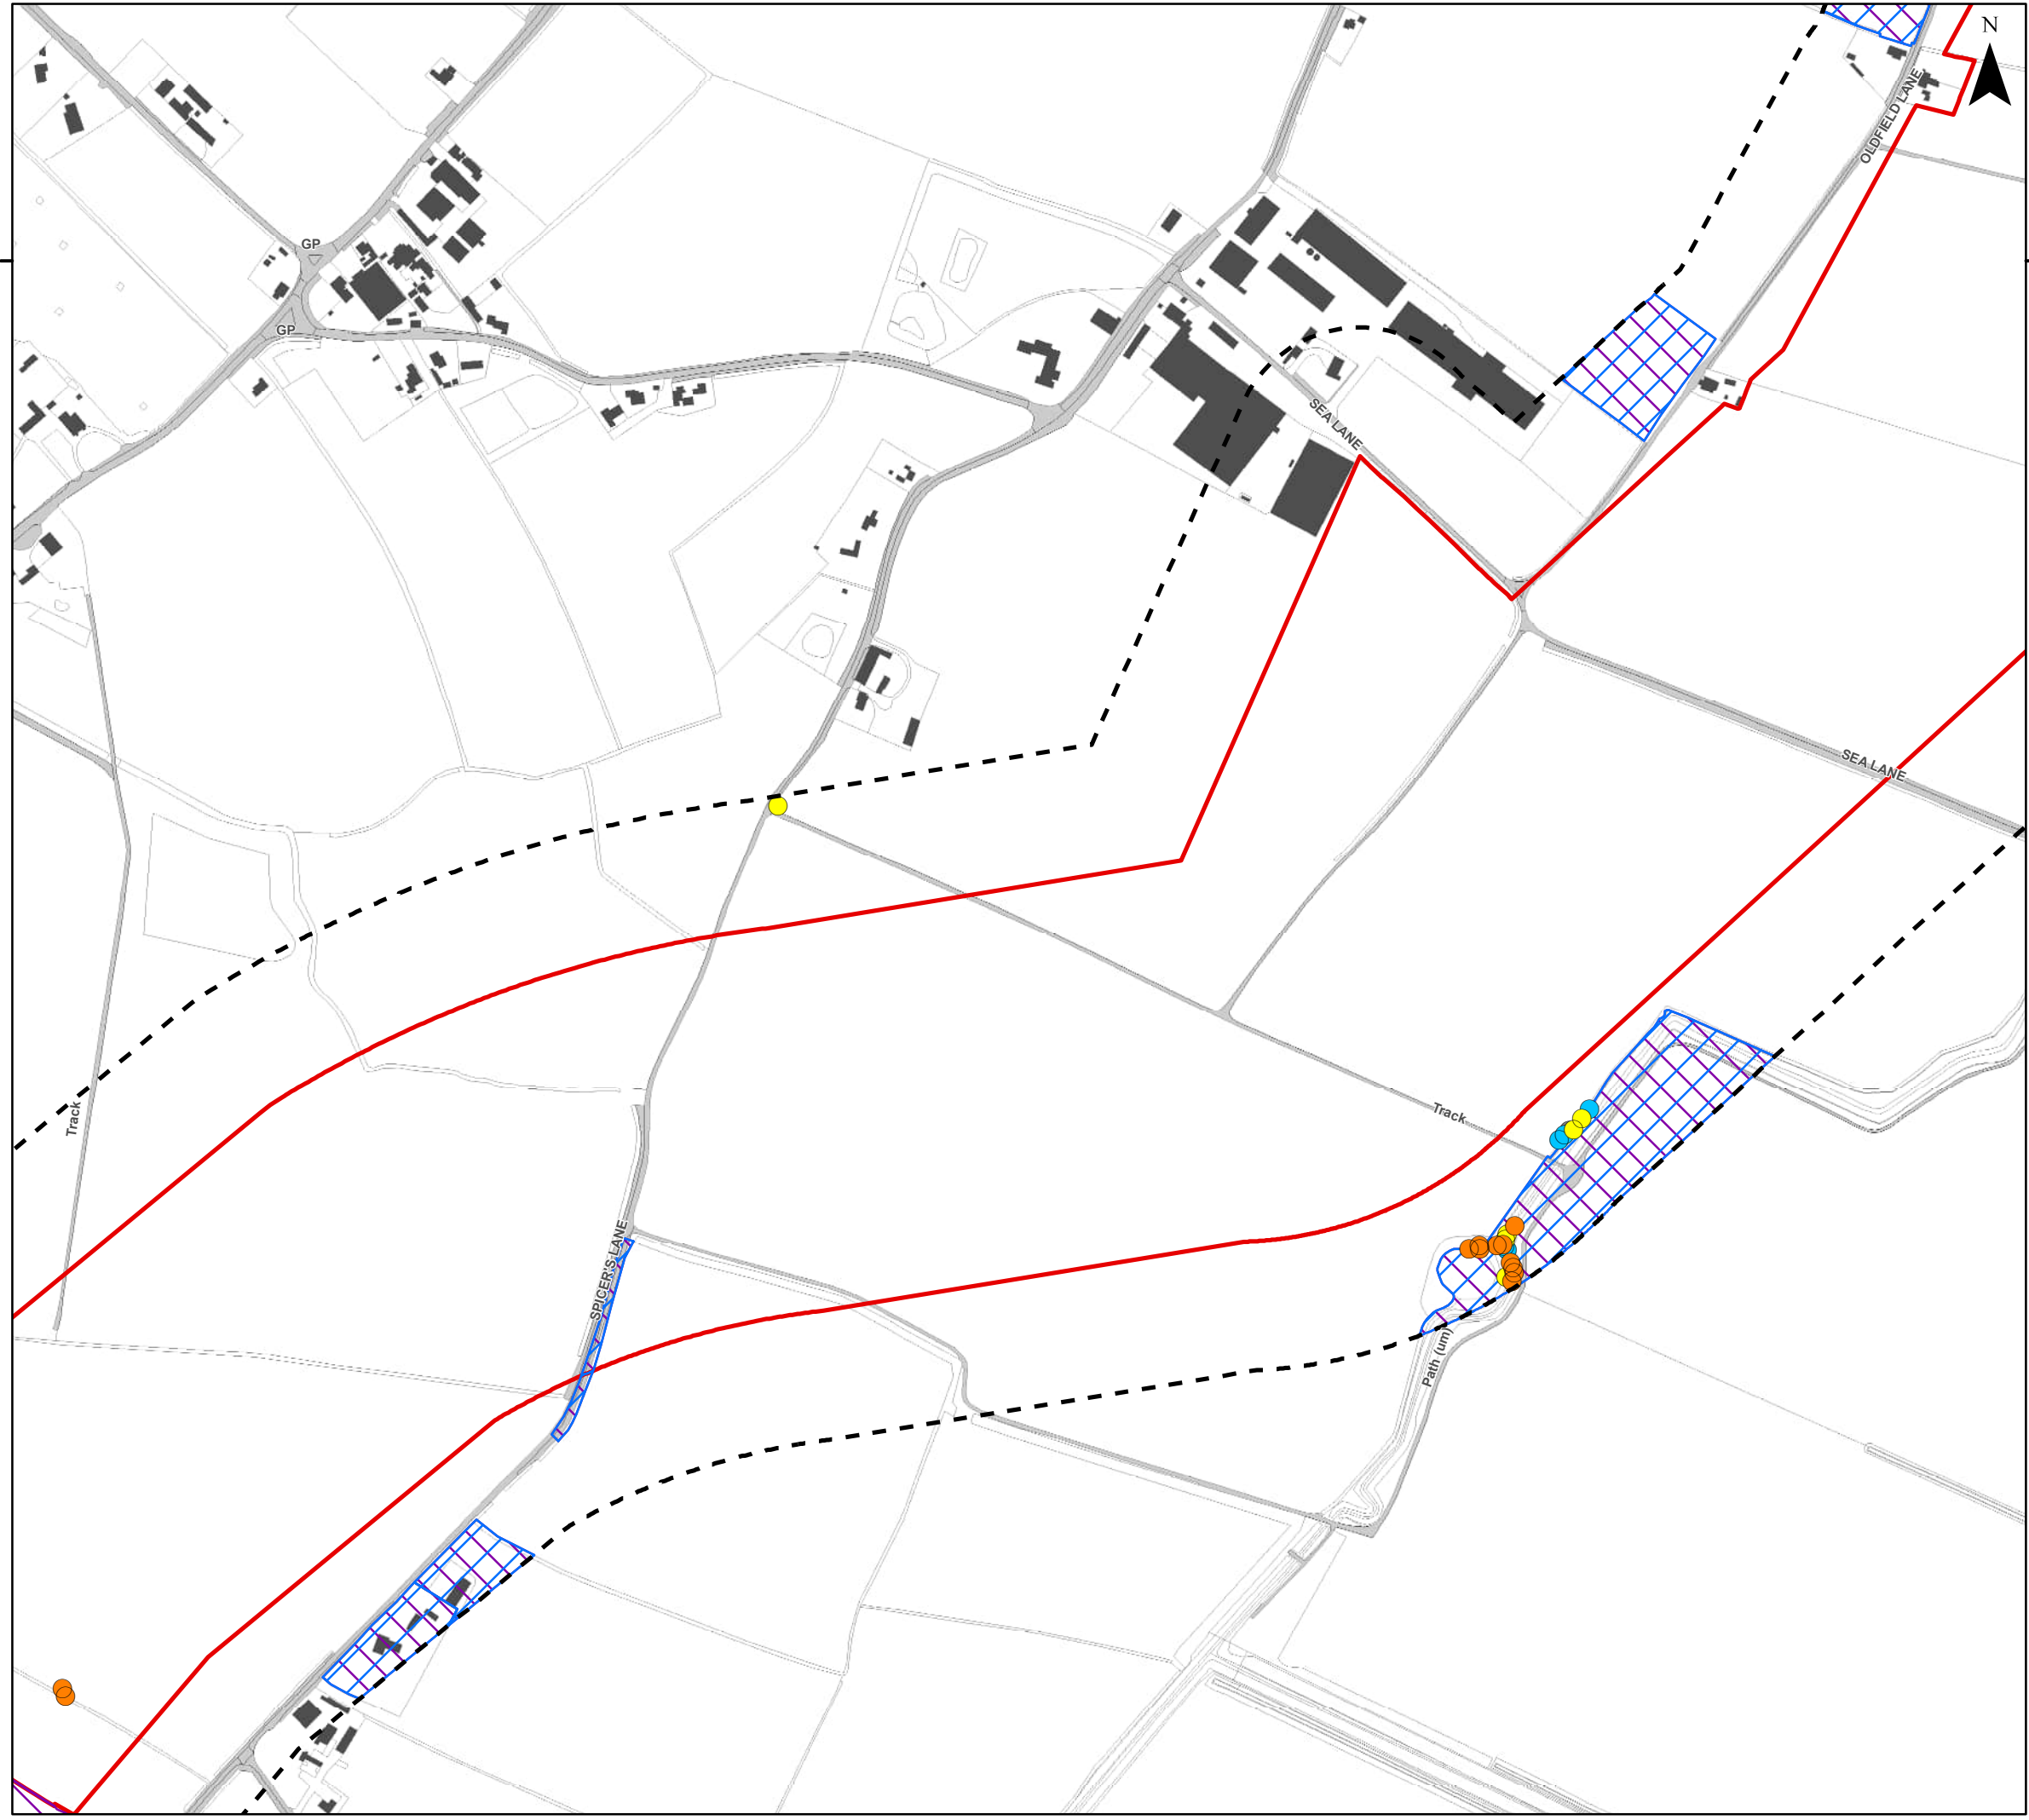 N
OLDFIELD LANE
GP
GP
SEA LANE
SEA LANE
Track
Track
SPICER'S LANE
Path (um)